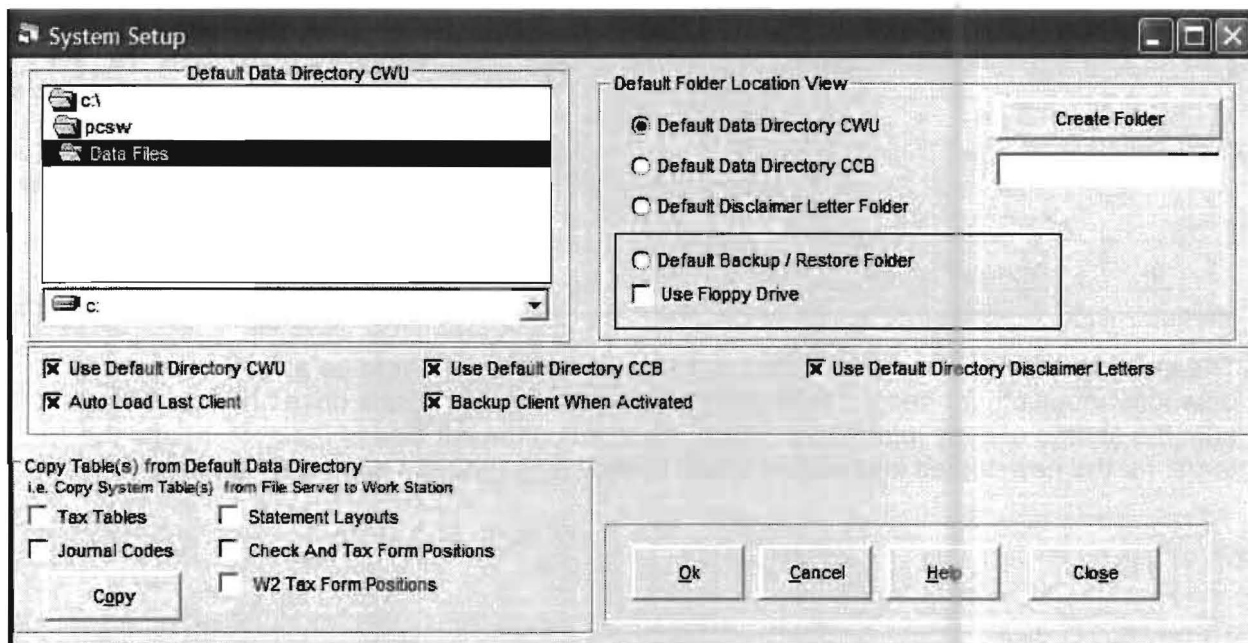 System Setup
Default Data Directory CWU
c:\
pcsw
Data Files
c:
Default Folder Location View
Default Data Directory CWU
Create Folder
Default Data Directory CCB
Default Disclaimer Letter Folder
Default Backup / Restore Folder
Use Floppy Drive
Use Default Directory CWU
Use Default Directory CCB
Use Default Directory Disclaimer Letters
Auto Load Last Client
Backup Client When Activated
Copy Table(s) from Default Data Directory
i.e. Copy System Table(s) from File Server to Work Station
Tax Tables
Statement Layouts
Journal Codes
Check And Tax Form Positions
W2 Tax Form Positions
Copy
Ok
Cancel
Help
Close